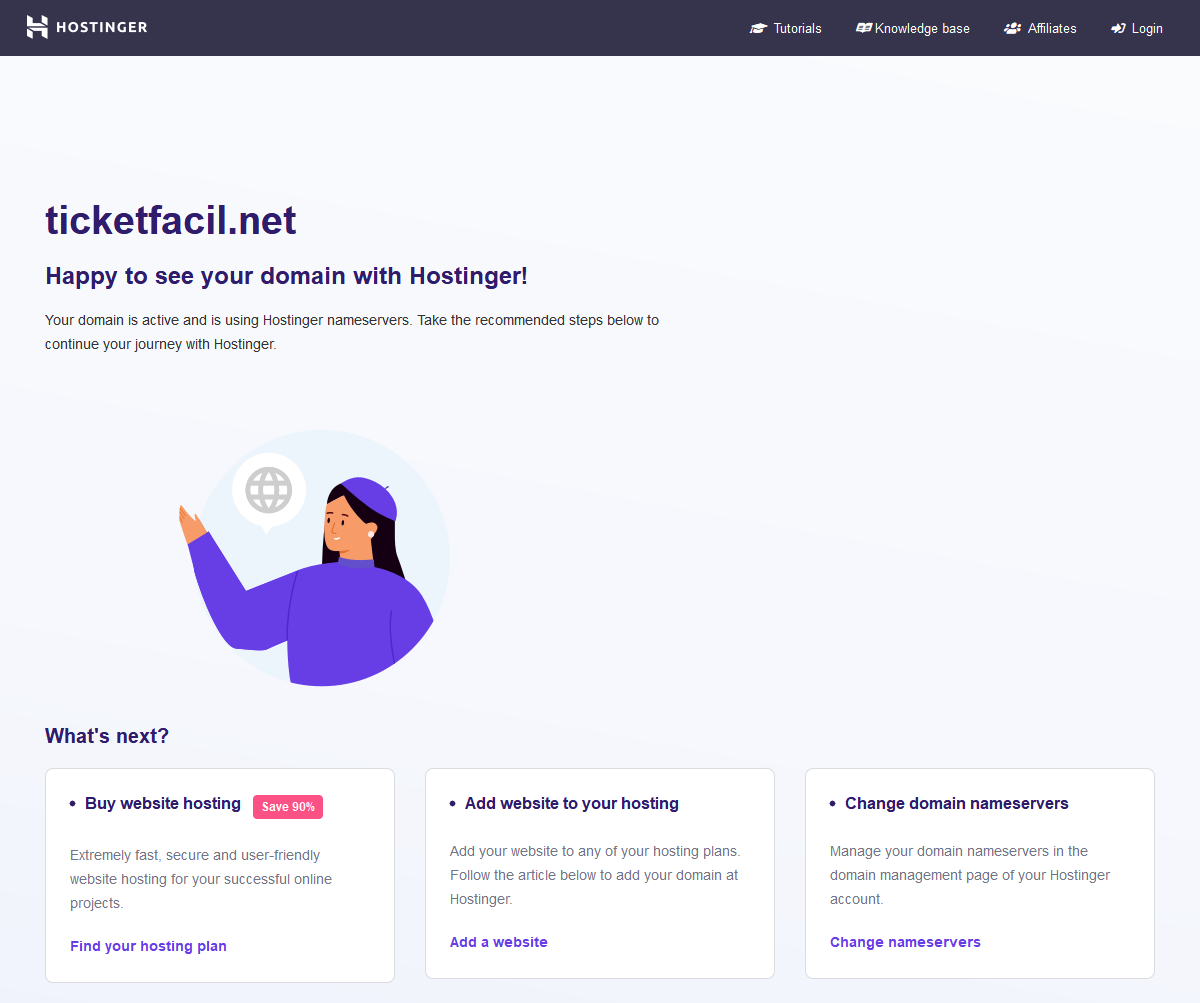 HOSTINGER
Tutorials
Knowledge base
Affiliates
Login
ticketfacil.net
Happy to see your domain with Hostinger!
Your domain is active and is using Hostinger nameservers. Take the recommended steps below to
continue your journey with Hostinger.
What's next?
Buy website hosting
Save 90%
Extremely fast, secure and user-friendly
website hosting for your successful online
projects.
Find your hosting plan
Add website to your hosting
Add your website to any of your hosting plans.
Follow the article below to add your domain at
Hostinger.
Add a website
Change domain nameservers
Manage your domain nameservers in the
domain management page of your Hostinger
account.
Change nameservers